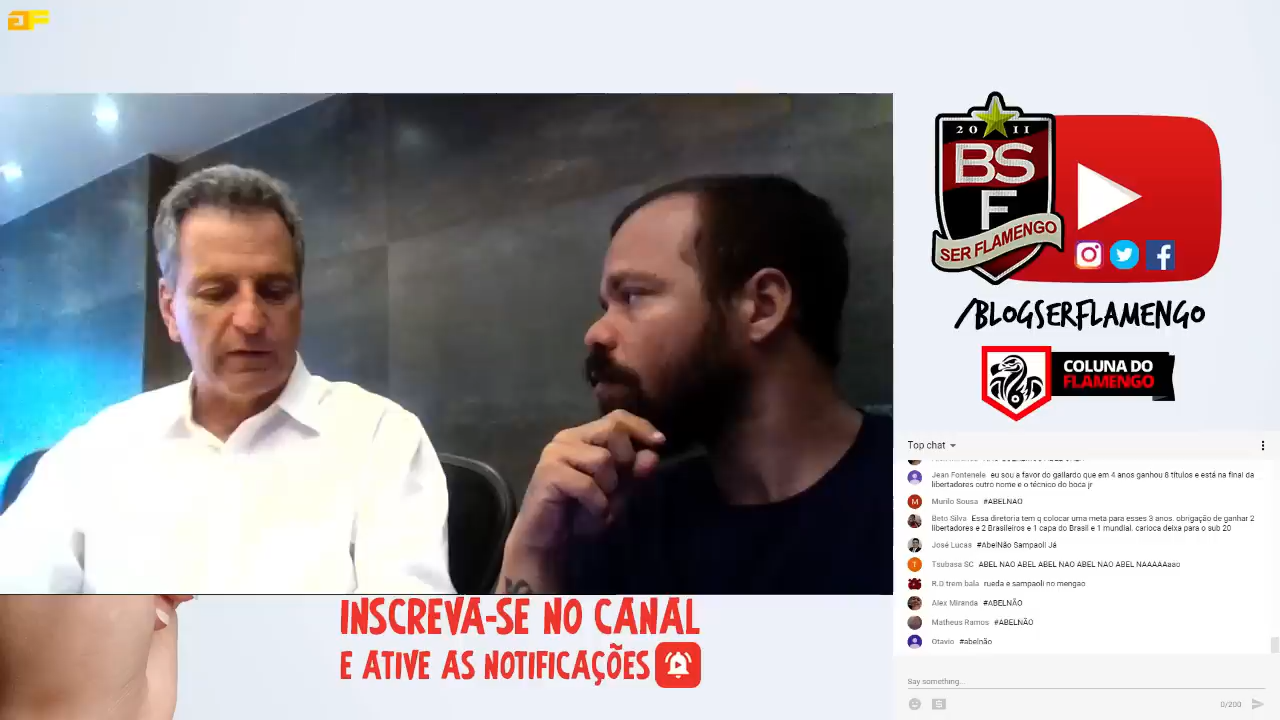 GF
20 11
BS
F
SER FLAMENGO
/BLOGSERFLAMENGO
COLUNA DO
FLAMENGO
Top chat
Jean Fontenele eu sou a favor do gallardo que em 4 anos ganhou 8 títulos e está na final da
libertadores outro nome e o técnico do boca jr
M Murilo Sousa #ABELNAO
Beto Silva Essa diretoria tem q colocar uma meta para esses 3 anos. obrigação de ganhar 2
libertadores e 2 Brasileiros e 1 capa do Brasil e 1 mundial. carioca deixa para o sub 20
José Lucas #AbelNão Sampaoli Já
T Tsubasa SC ABEL NAO ABEL ABEL NAO ABEL NAO ABEL NAAAAAaao
R.D trem bala rueda e sampaoli no mengao
Alex Miranda #ABELNÃO
Matheus Ramos #ABELNÃO
Otavio #abelnão
Say something...
0/200
INSCREVA-SE NO CANAL
E ATIVE AS NOTIFICAÇÕES